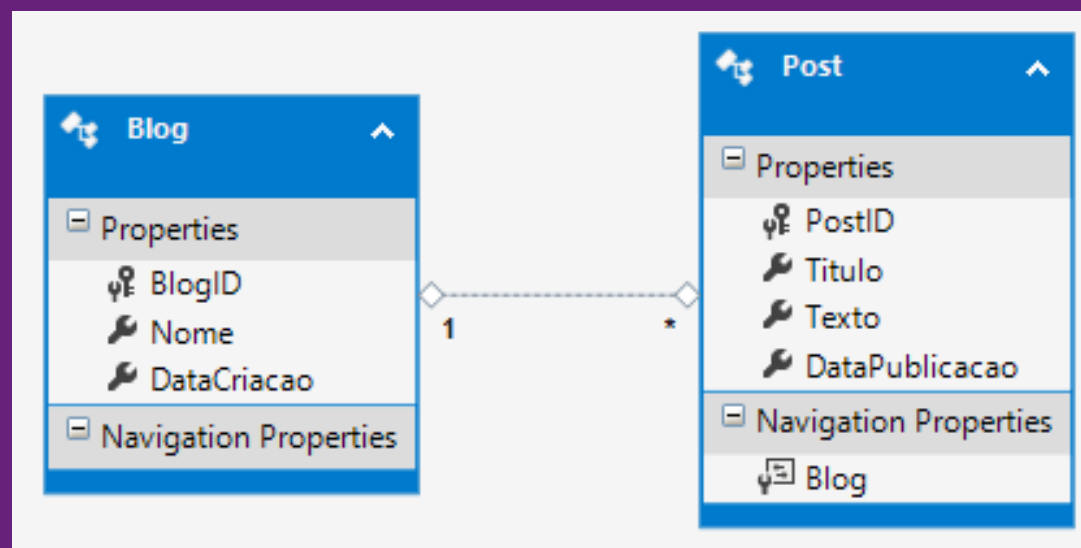 Blog
Properties
BlogID
Nome
DataCriacao
Navigation Properties
1
*
Post
Properties
PostID
Titulo
Texto
DataPublicacao
Navigation Properties
Blog